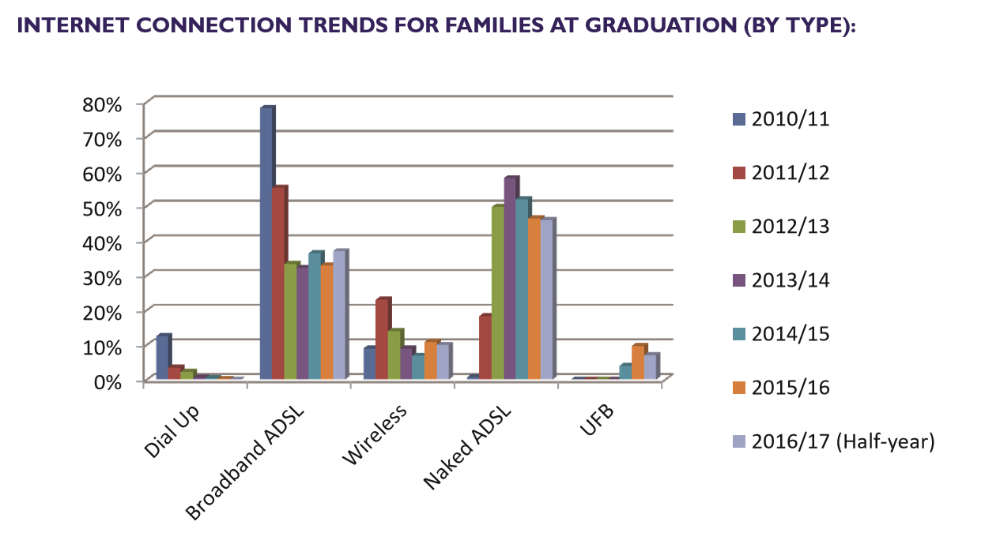 INTERNET CONNECTION TRENDS FOR FAMILIES AT GRADUATION (BY TYPE):
80%
70%
60%
50%
40%
30%
20%
10%
0%
Dial Up
Broadband ADSL
Wireless
Naked ADSL
UFB
2010/11
2011/12
2012/13
2013/14
2014/15
2015/16
2016/17 (Half-year)